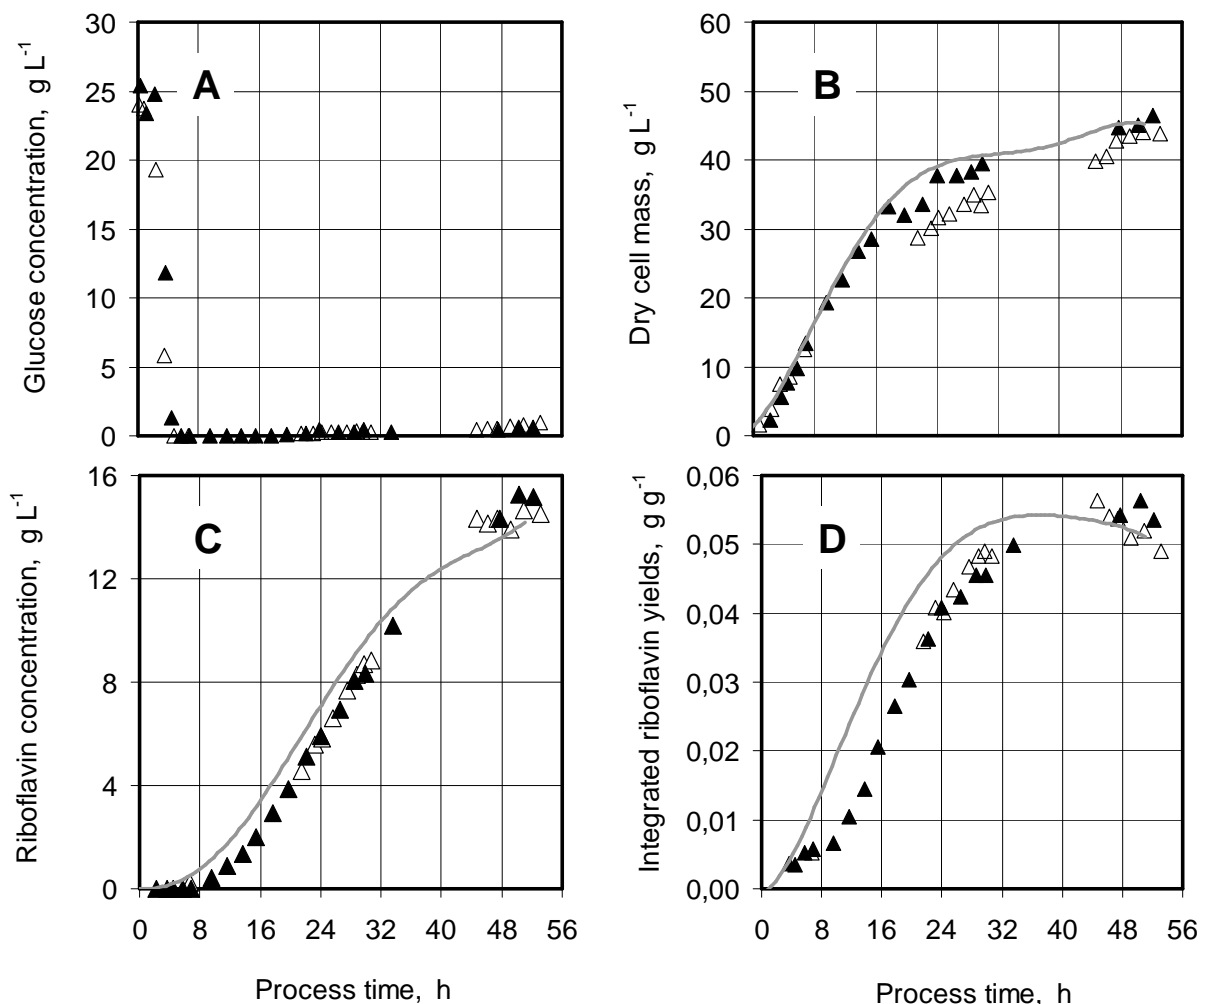 Glucose concentration, g L⁻¹
30
25
20
15
10
5
0
A
Dry cell mass, g L⁻¹
60
50
40
30
20
10
0
B
Riboflavin concentration, g L⁻¹
16
12
8
4
0
C
0 8 16 24 32 40 48 56
Process time, h
Integrated riboflavin yields, g g⁻¹
0,06
0,05
0,04
0,03
0,02
0,01
0,00
D
0 8 16 24 32 40 48 56
Process time, h